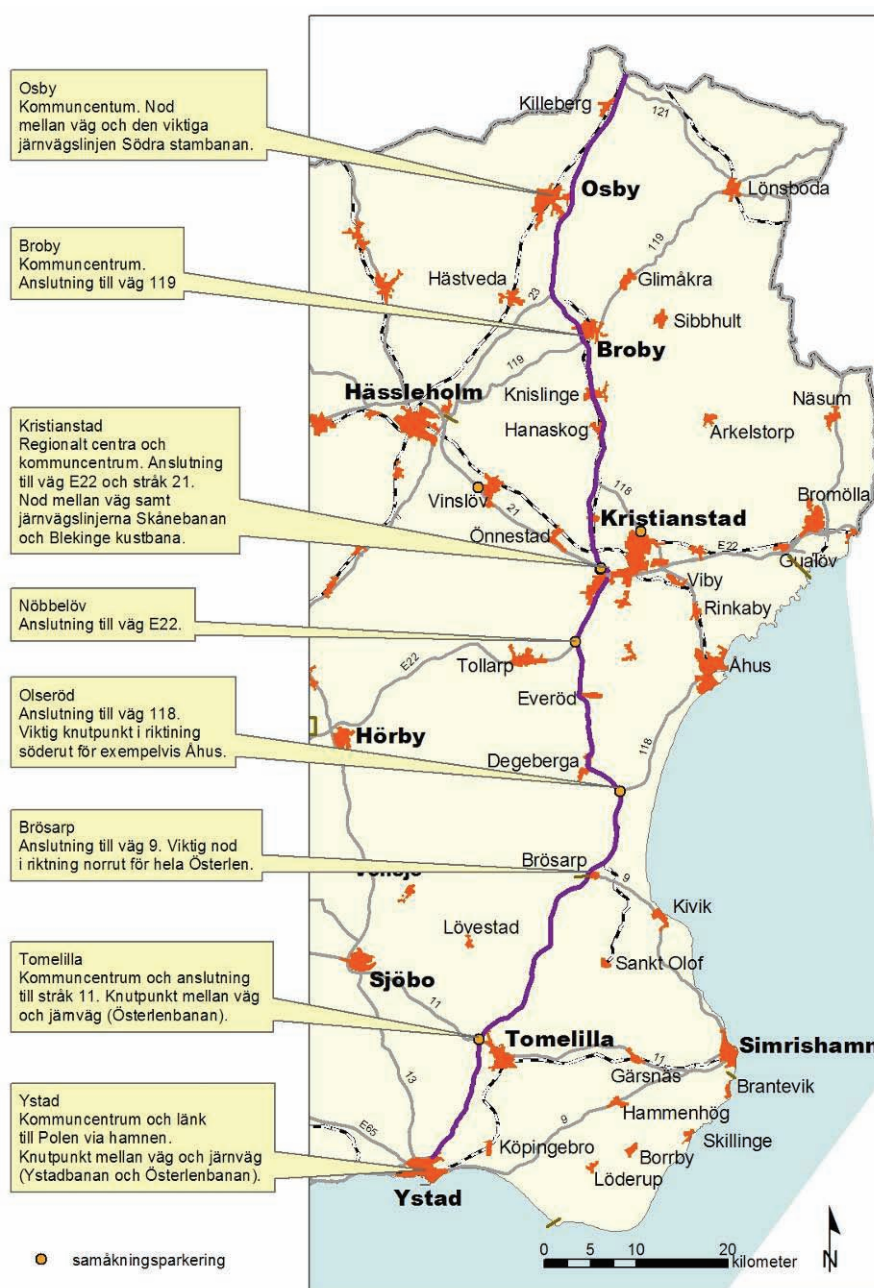 Osby
Kommuncentum. Nod
mellan väg och den viktiga
järnvägslinjen Södra stambanan.
Broby
Kommuncentrum.
Anslutning till väg 119
Kristianstad
Regionalt centra och
kommuncentrum. Anslutning
till väg E22 och stråk 21.
Nod mellan väg samt
järnvägslinjerna Skånebanan
och Blekinge kustbana.
Nöbbelöv
Anslutning till väg E22.
Olseröd
Anslutning till väg 118.
Viktig knutpunkt i riktining
söderut för exempelvis Åhus.
Brösarp
Anslutning till väg 9. Viktig nod
i riktning norrut för hela Österlen.
Tomelilla
Kommuncentrum och anslutning
till stråk 11. Knutpunkt mellan väg
och järnväg (Österlenbanan).
Ystad
Kommuncentrum och länk
till Polen via hamnen.
Knutpunkt mellan väg och järnväg
(Ystadbanan och Österlenbanan).
samåkningsparkering
Killeberg
121
Osby
Lönsboda
119
Hästveda
23
Glimåkra
Sibbhult
Broby
119
Hässleholm
Knislinge
Näsum
Hanaskog
Arkelstorp
Vinslöv
118
Bromölla
21
Kristianstad
Önnestad
E22
Gualöv
Viby
Rinkaby
E22
Tollarp
Åhus
Everöd
Hörby
118
Degeberga
Brösarp
9
Kivik
Lövestad
Sankt Olof
Sjöbo
11
Tomelilla
Simrishamn
11
Gärsnäs
13
Brantevik
9
Hammenhög
E65
Skillinge
Köpingebro
Borrby
Löderup
Ystad
0 5 10 20
kilometer
N